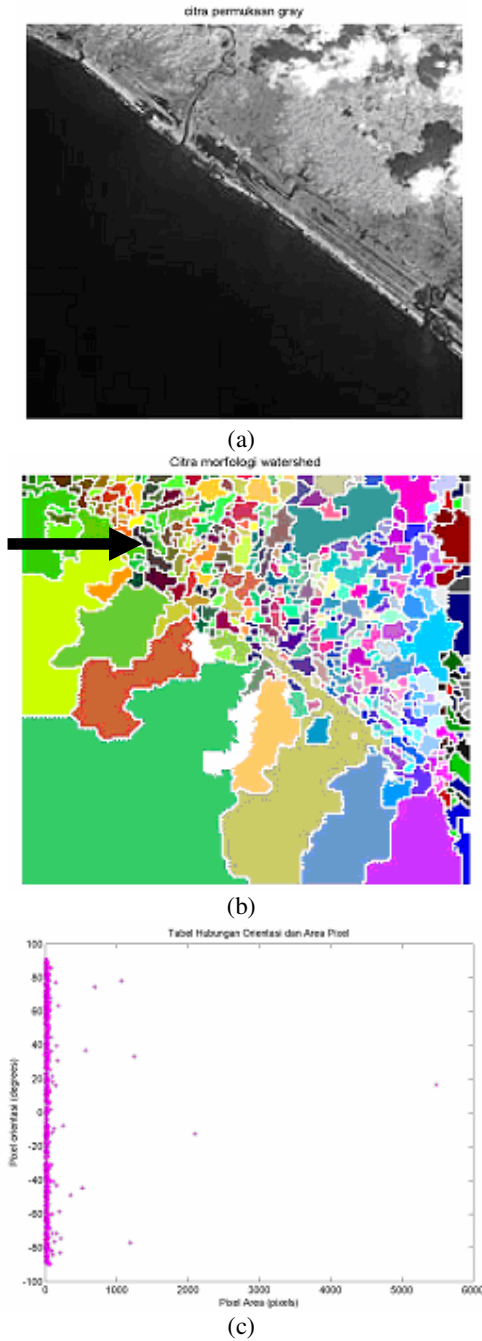 citra permukaan gray
(a)
Citra morfologi watershed
(b)
Tabel Hubungan Orientasi dan Area Pixel
100
80
60
40
20
0
-20
-40
-60
-80
-100
Pixel orientasi (degrees)
0 1000 2000 3000 4000 5000 6000
Pixel Area (pixels)
(c)